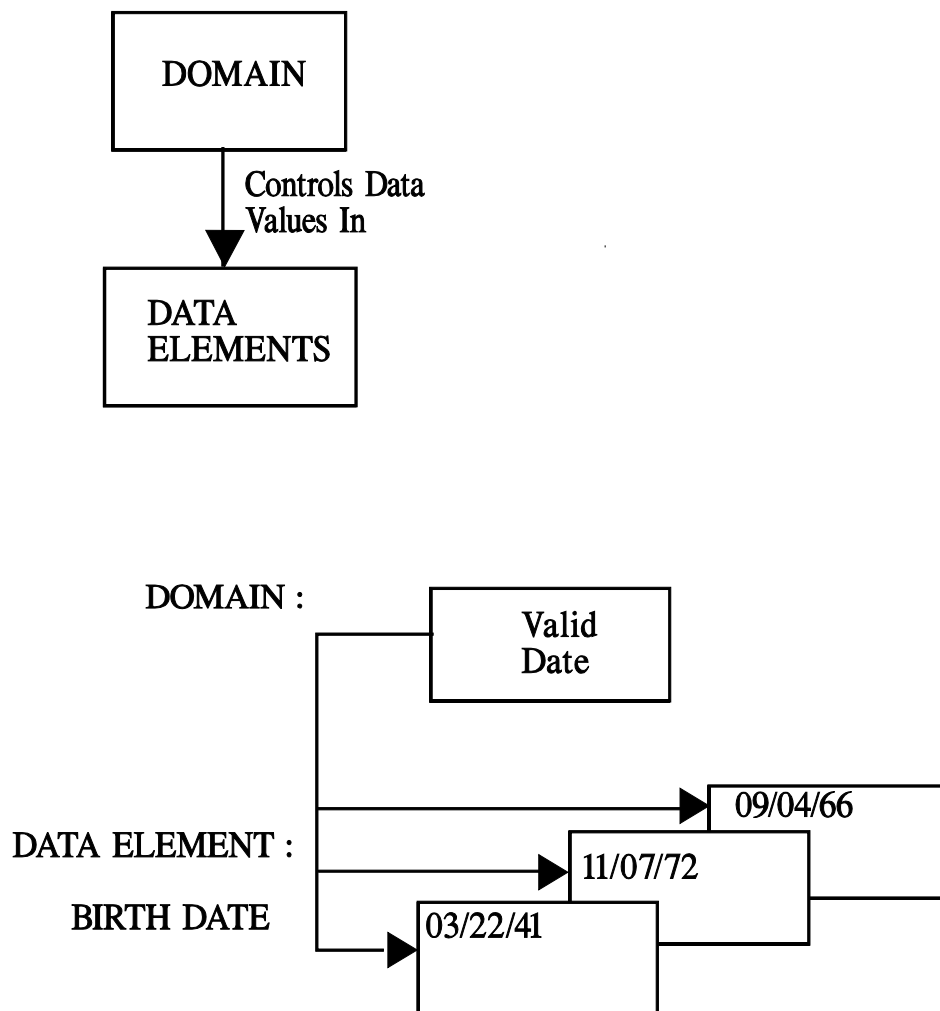 DOMAIN
Controls Data
Values In
DATA
ELEMENTS
DOMAIN :
Valid
Date
09/04/66
DATA ELEMENT :
11/07/72
BIRTH DATE
03/22/41